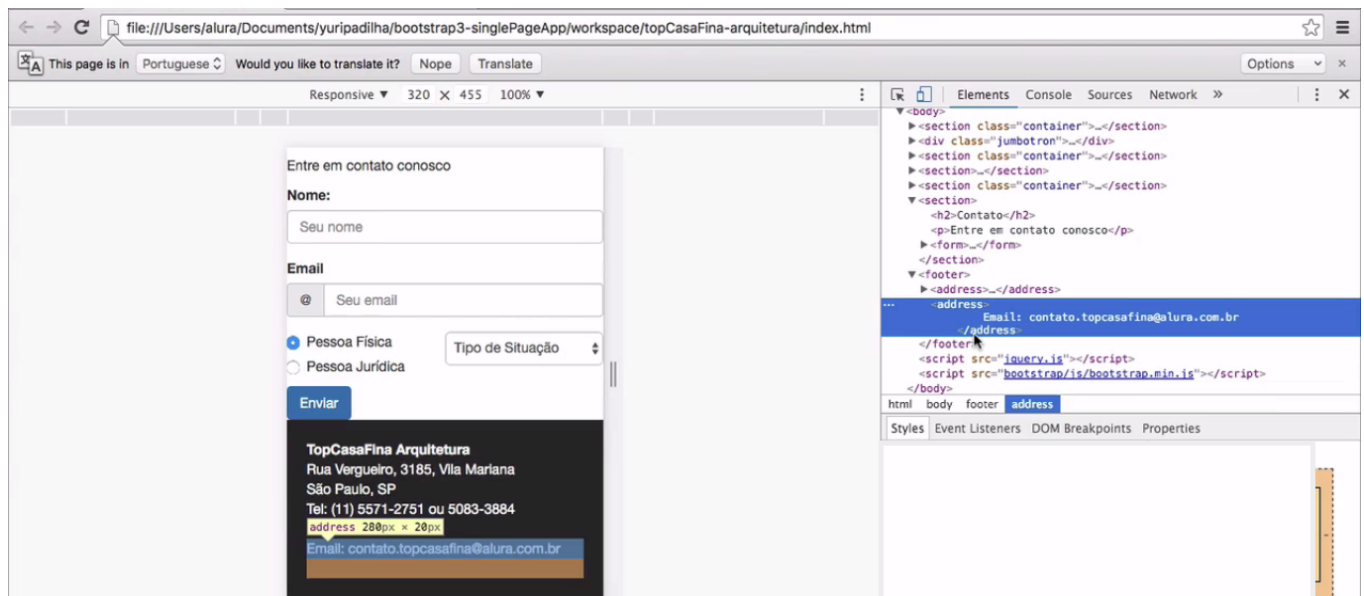 file:///Users/alura/Documents/yuripadilha/bootstrap3-singlePageApp/workspace/topCasaFina-arquitetura/index.html
This page is in Portuguese Would you like to translate it? Nope Translate Options ×
Responsive ▼ 320 × 455 100% ▼
Entre em contato conosco
Nome:
Seu nome
Email
@ Seu email
Pessoa Física
Tipo de Situação
Pessoa Jurídica
Enviar
TopCasaFina Arquitetura
Rua Vergueiro, 3185, Vila Mariana
São Paulo, SP
Tel: (11) 5571-2751 ou 5083-3884
address 280px × 20px
Email: contato.topcasafina@alura.com.br
Elements Console Sources Network »
▼<body>
▶<section class="container">…</section>
▶<div class="jumbotron">…</div>
▶<section class="container">…</section>
▶<section>…</section>
▶<section class="container">…</section>
▼<section>
<h2>Contato</h2>
<p>Entre em contato conosco</p>
▶<form>…</form>
</section>
▼<footer>
▶<address>…</address>
<address>
Email: contato.topcasafina@alura.com.br
</address>
</footer>
<script src="jquery.js"></script>
<script src="bootstrap/js/bootstrap.min.js"></script>
</body>
html body footer address
Styles Event Listeners DOM Breakpoints Properties